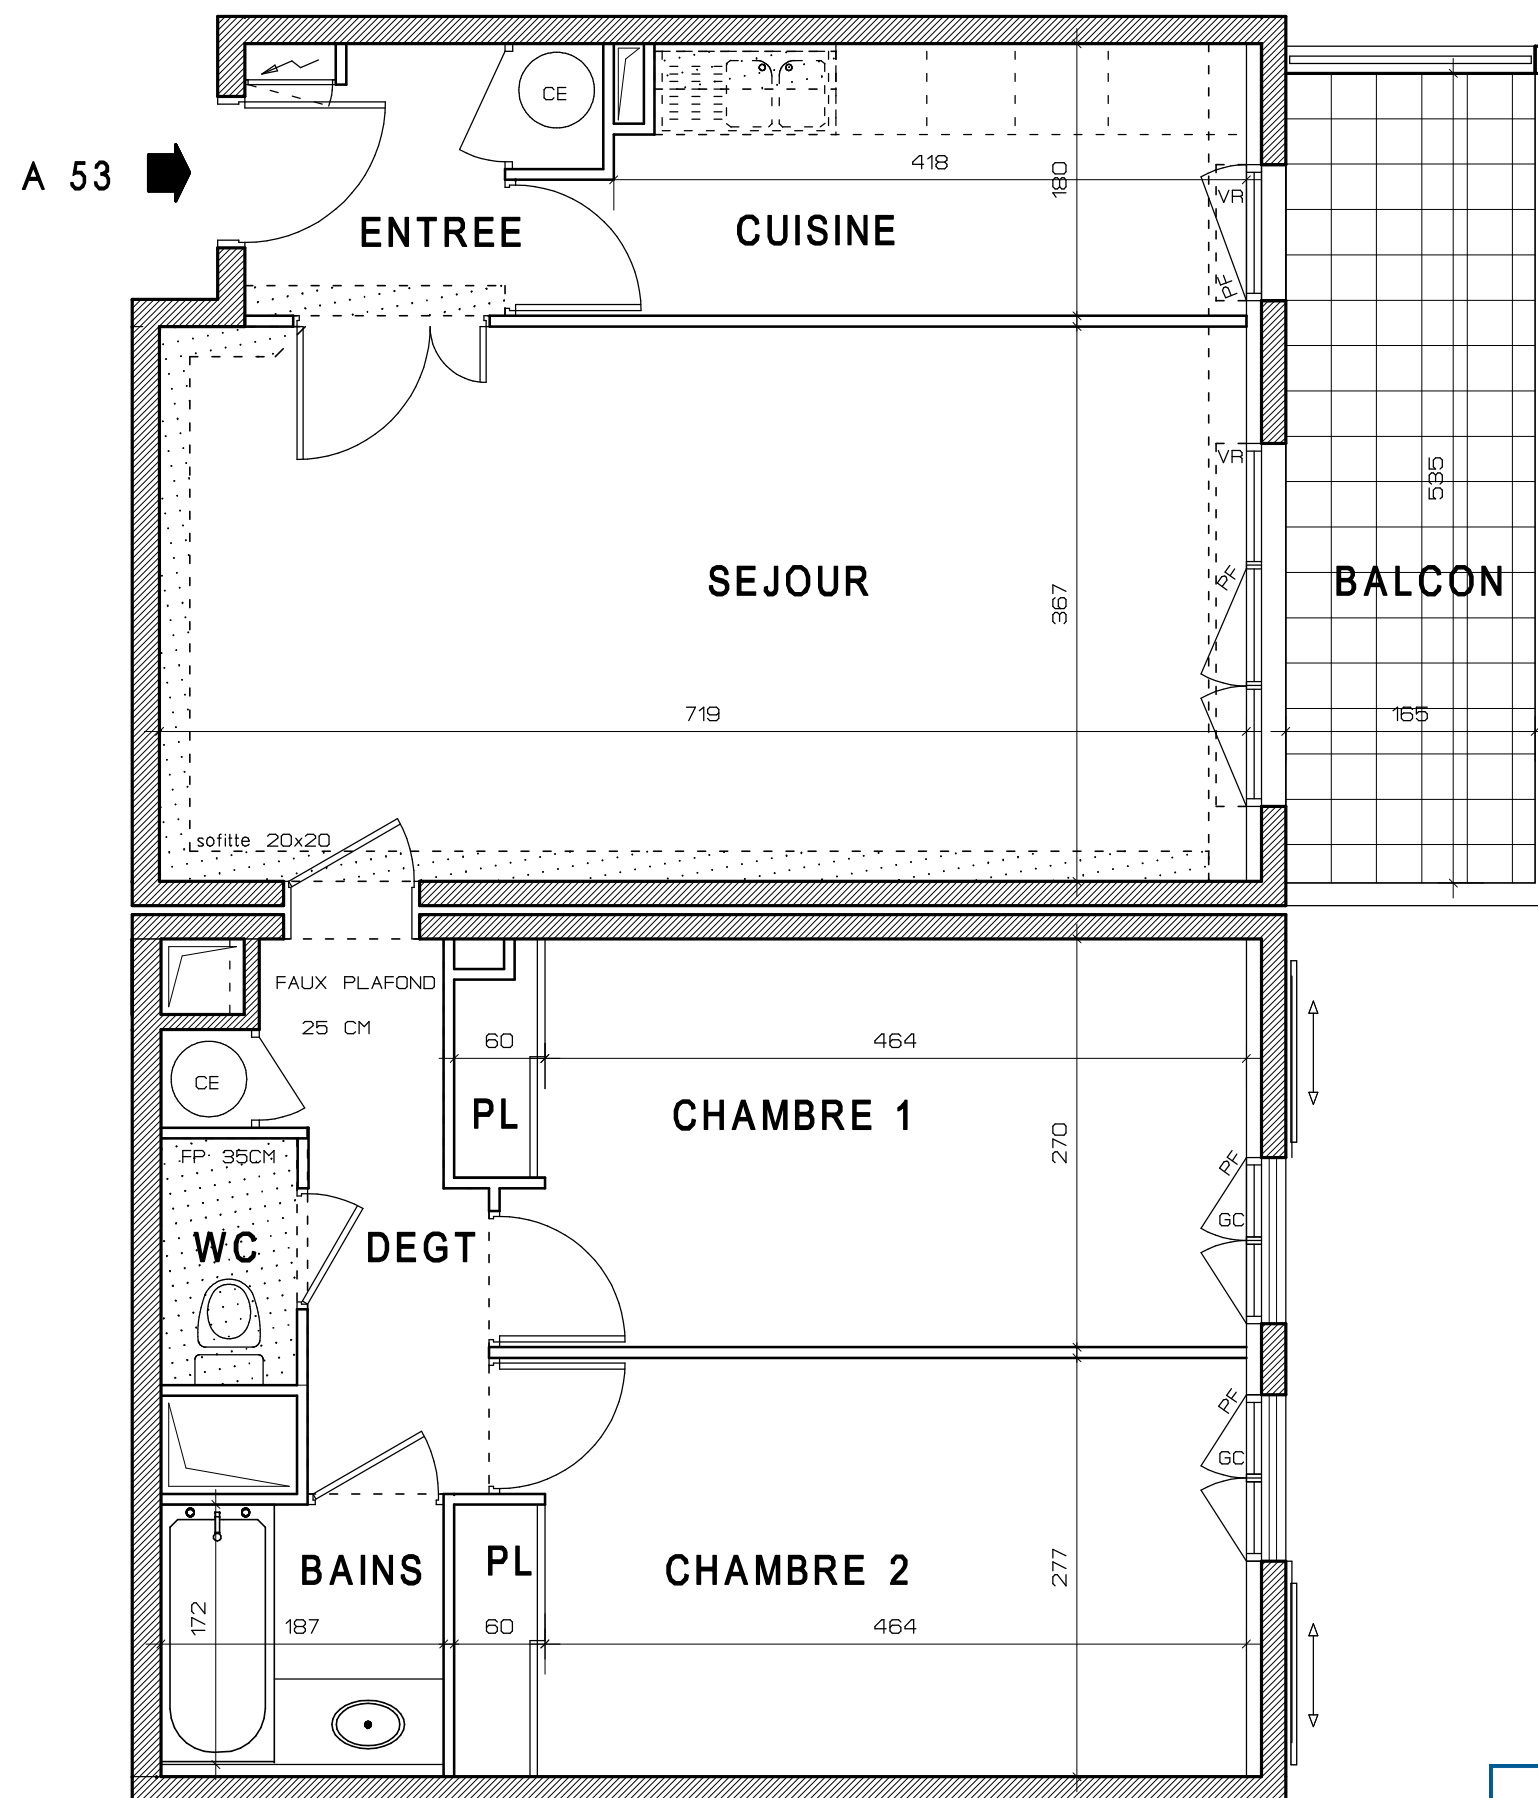 CE
A 53
418
180
VR
ENTREE
CUISINE
PF
VR
535
SEJOUR
PF
BALCON
367
719
165
sofitte 20x20
FAUX PLAFOND
25 CM
60
464
CE
PL
CHAMBRE 1
270
FP 35CM
PF
GC
WC
DEGT
PF
GC
BAINS
PL
CHAMBRE 2
277
172
187
60
464